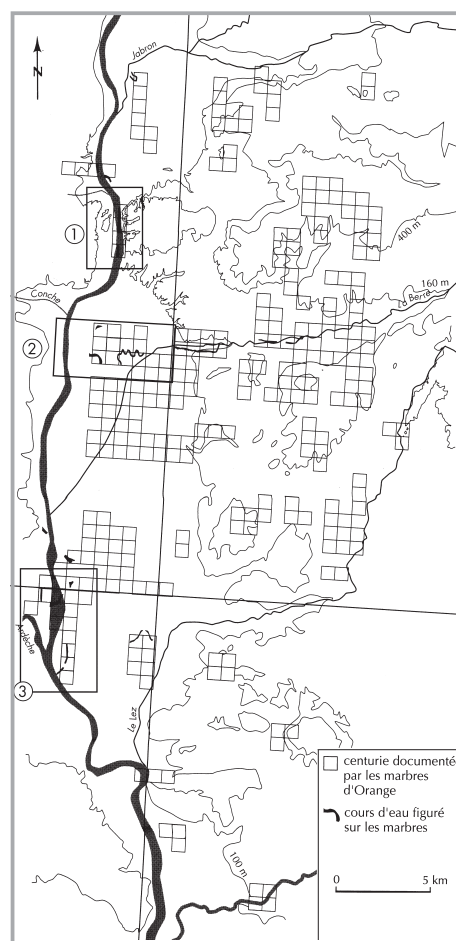 Jabron
N
400 m
1
160 m
Conche
la Berre
2
Ardèche
3
Le Lez
centurie documentée
par les marbres
d'Orange
cours d'eau figuré
sur les marbres
100 m
0 5 km